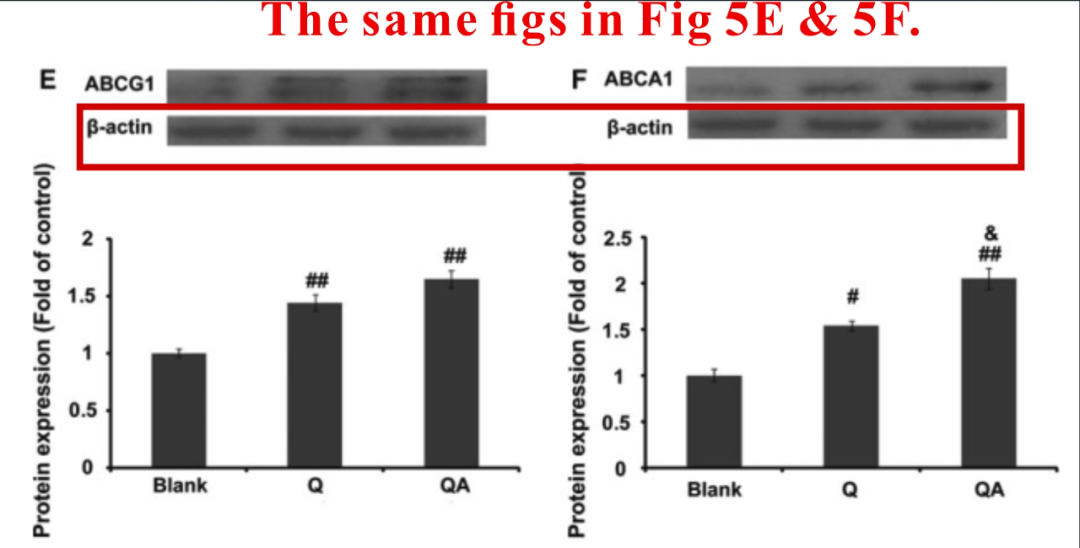 The same figs in Fig 5E & 5F.
E
ABCG1
β-actin
Protein expression (Fold of control)
2
1.5
1
0.5
0
##
##
Blank
Q
QA
F
ABCA1
β-actin
Protein expression (Fold of control)
2.5
2
1.5
1
0.5
0
#
&
##
Blank
Q
QA